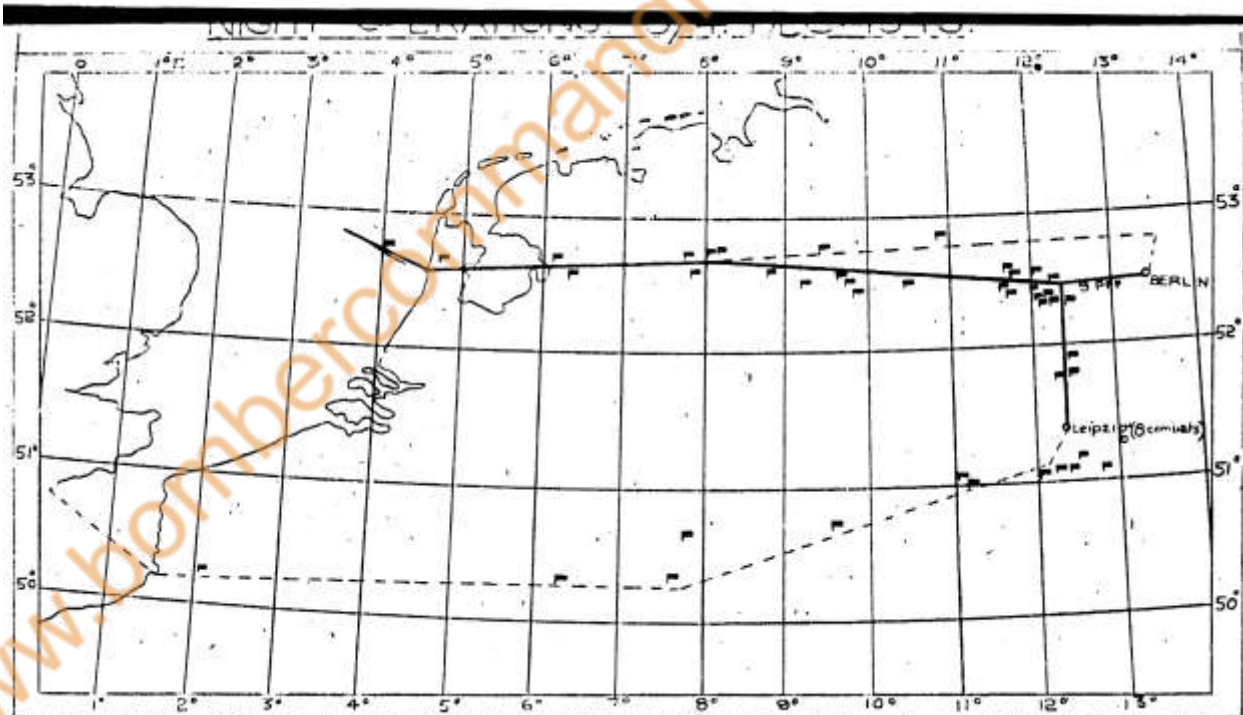 NIGHT OPERATIONS
0° 1°E. 2° 3° 4° 5° 6° 7° 8° 9° 10° 11° 12° 13° 14°
53° 53°
BERLIN
52° 52°
Leipzig (8 combats)
51° 51°
50° 50°
1° 2° 3° 4° 5° 6° 7° 8° 9° 10° 11° 12° 13°
www.bombercommand